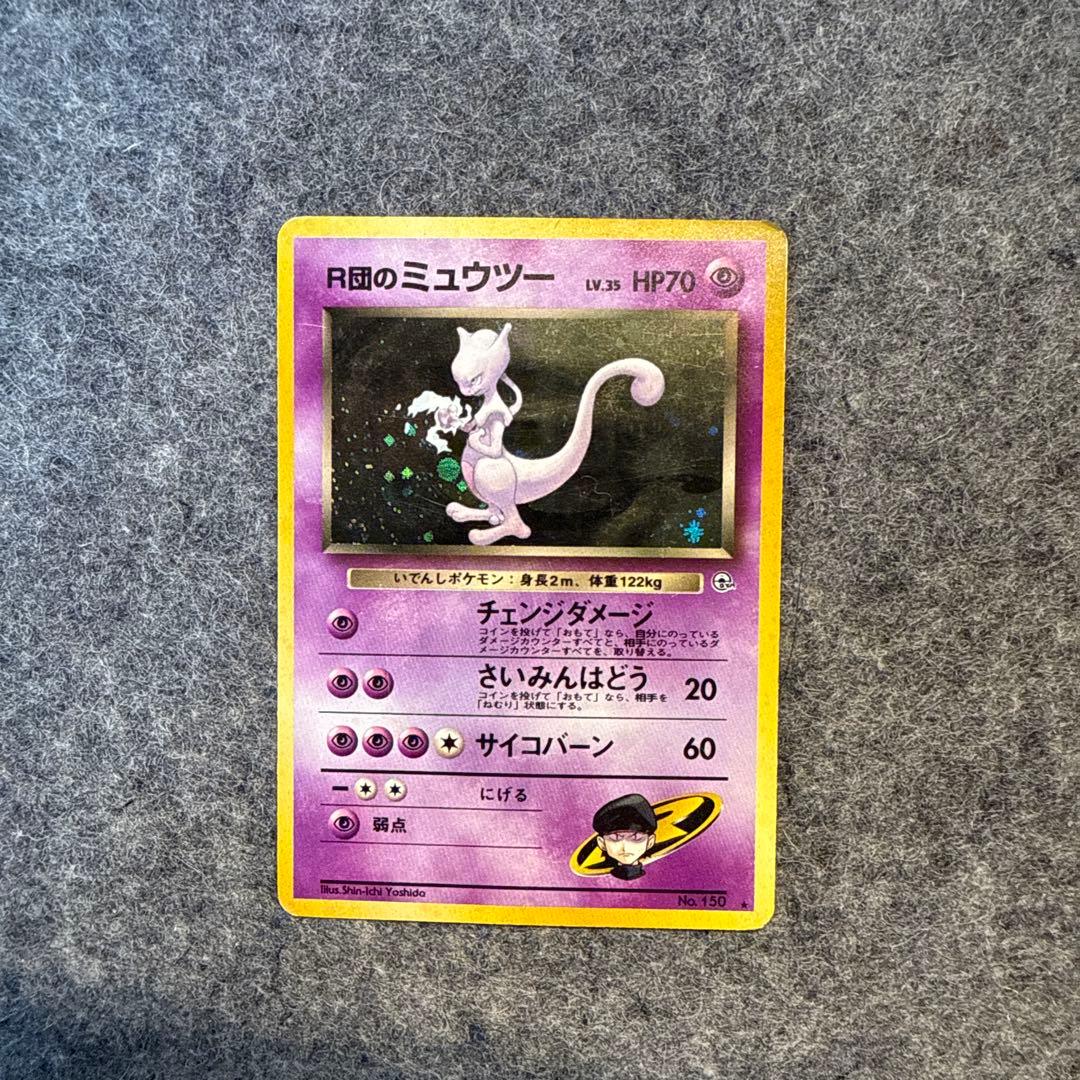 R団のミュウツー LV.35 HP70
いでんしポケモン：身長2m、体重122kg
チェンジダメージ
コインを投げて「おもて」なら、自分にのっている
ダメージカウンターすべてと、相手にのっているダ
メージカウンターすべてを、取り替える。
さいみんはどう 20
コインを投げて「おもて」なら、相手を
「ねむり」状態にする。
サイコバーン 60
にげる
弱点
Illus.Shin-Ichi Yoshida
No. 150